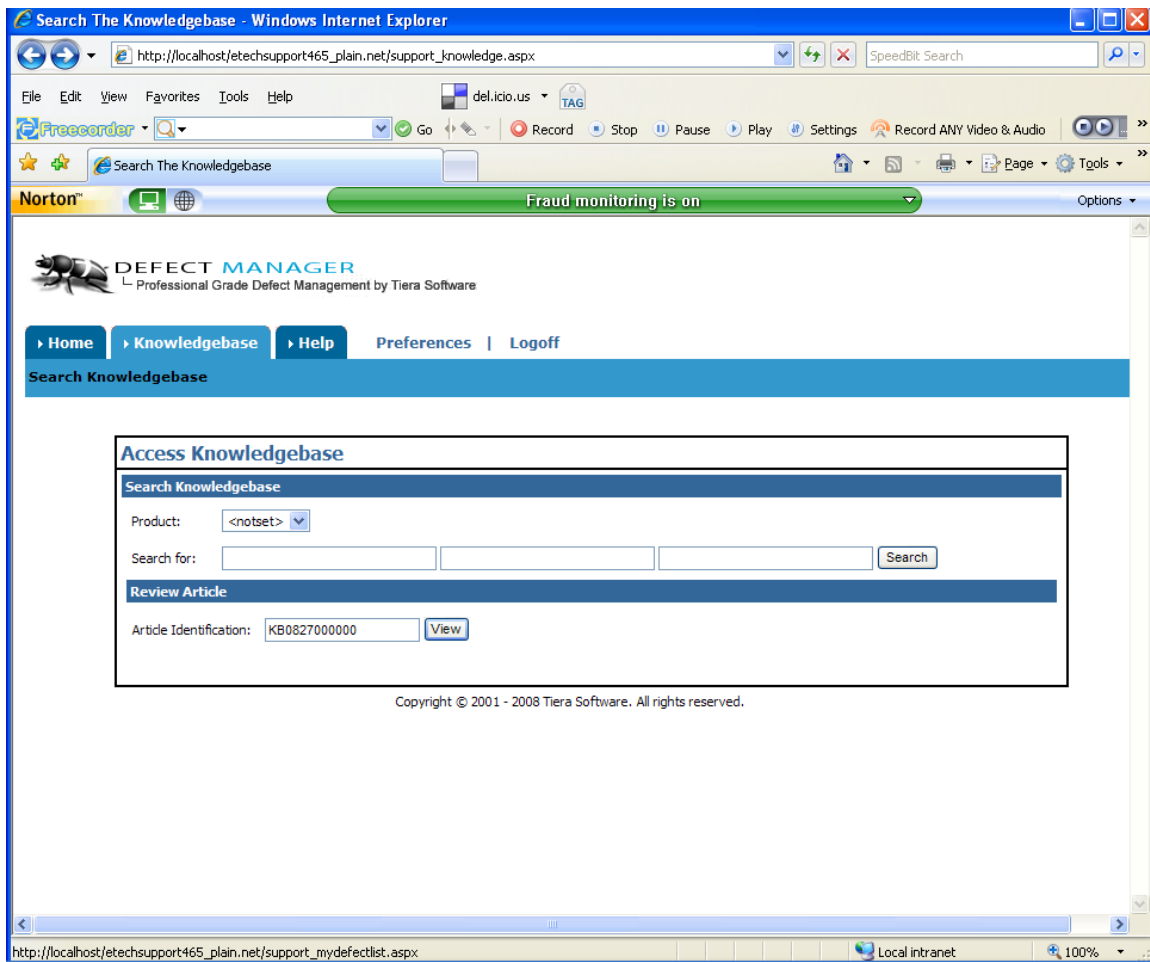 Search The Knowledgebase - Windows Internet Explorer
http://localhost/etechsupport465_plain.net/support_knowledge.aspx
SpeedBit Search
File Edit View Favorites Tools Help del.icio.us TAG
Freecorder Go Record Stop Pause Play Settings Record ANY Video & Audio »
Search The Knowledgebase Page Tools »
Norton™ Fraud monitoring is on Options
DEFECT MANAGER
Professional Grade Defect Management by Tiera Software
Home Knowledgebase Help Preferences | Logoff
Search Knowledgebase
Access Knowledgebase
Search Knowledgebase
Product: <notset>
Search for: Search
Review Article
Article Identification: KB0827000000 View
Copyright © 2001 - 2008 Tiera Software. All rights reserved.
http://localhost/etechsupport465_plain.net/support_mydefectlist.aspx Local intranet 100%